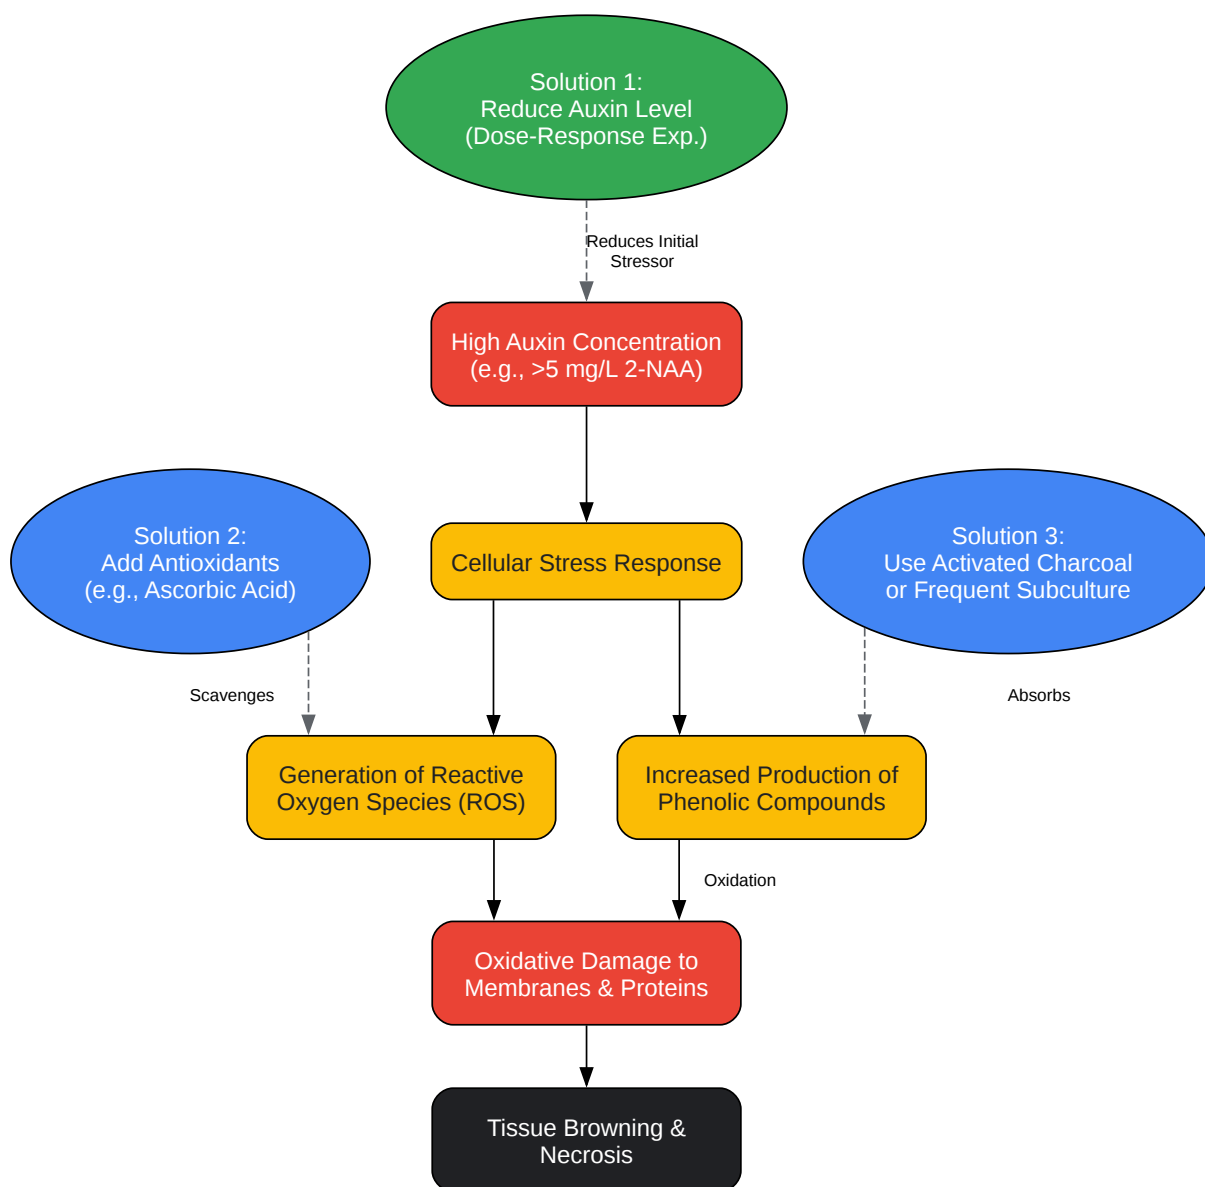 Solution 1:
Reduce Auxin Level
(Dose-Response Exp.)
Reduces Initial
Stressor
High Auxin Concentration
(e.g., >5 mg/L 2-NAA)
Solution 2:
Add Antioxidants
(e.g., Ascorbic Acid)
Cellular Stress Response
Solution 3:
Use Activated Charcoal
or Frequent Subculture
Scavenges
Absorbs
Generation of Reactive
Oxygen Species (ROS)
Increased Production of
Phenolic Compounds
Oxidation
Oxidative Damage to
Membranes & Proteins
Tissue Browning &
Necrosis